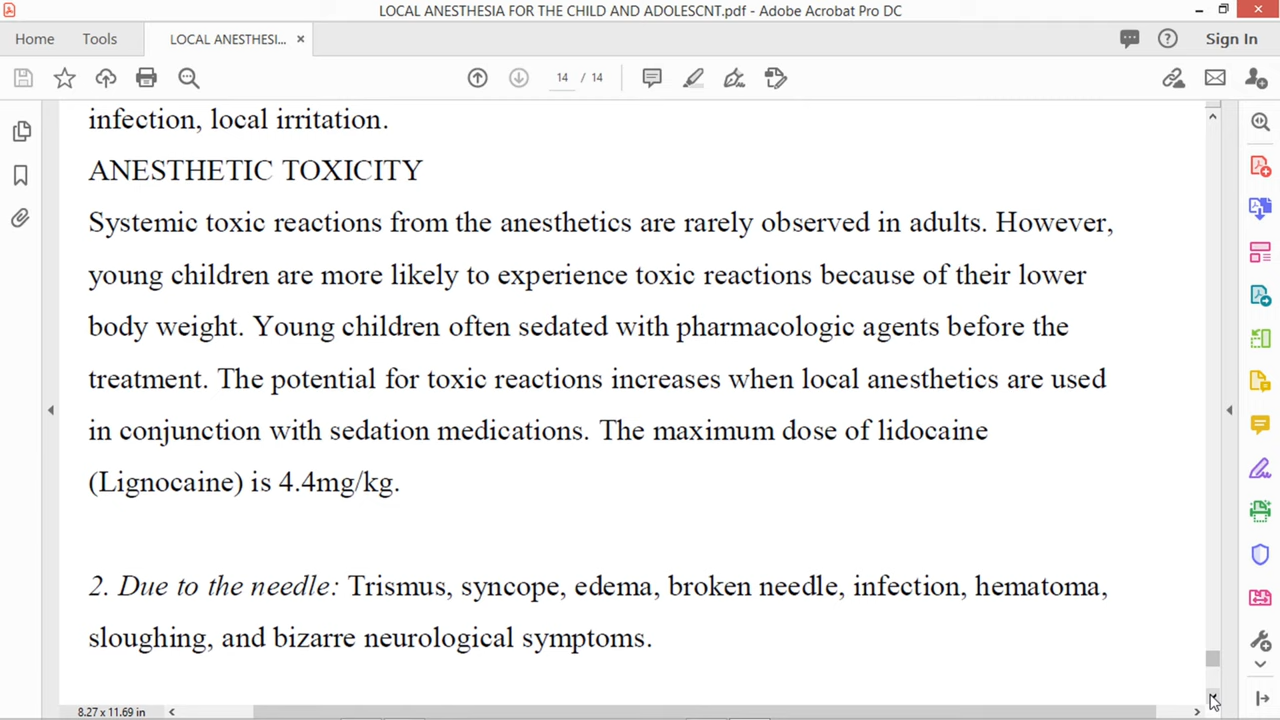 LOCAL ANESTHESIA FOR THE CHILD AND ADOLESCNT.pdf - Adobe Acrobat Pro DC
Home Tools LOCAL ANESTHESI... × Sign In
14 / 14
infection, local irritation.
ANESTHETIC TOXICITY
Systemic toxic reactions from the anesthetics are rarely observed in adults. However,
young children are more likely to experience toxic reactions because of their lower
body weight. Young children often sedated with pharmacologic agents before the
treatment. The potential for toxic reactions increases when local anesthetics are used
in conjunction with sedation medications. The maximum dose of lidocaine
(Lignocaine) is 4.4mg/kg.
2. Due to the needle: Trismus, syncope, edema, broken needle, infection, hematoma,
sloughing, and bizarre neurological symptoms.
8.27 x 11.69 in